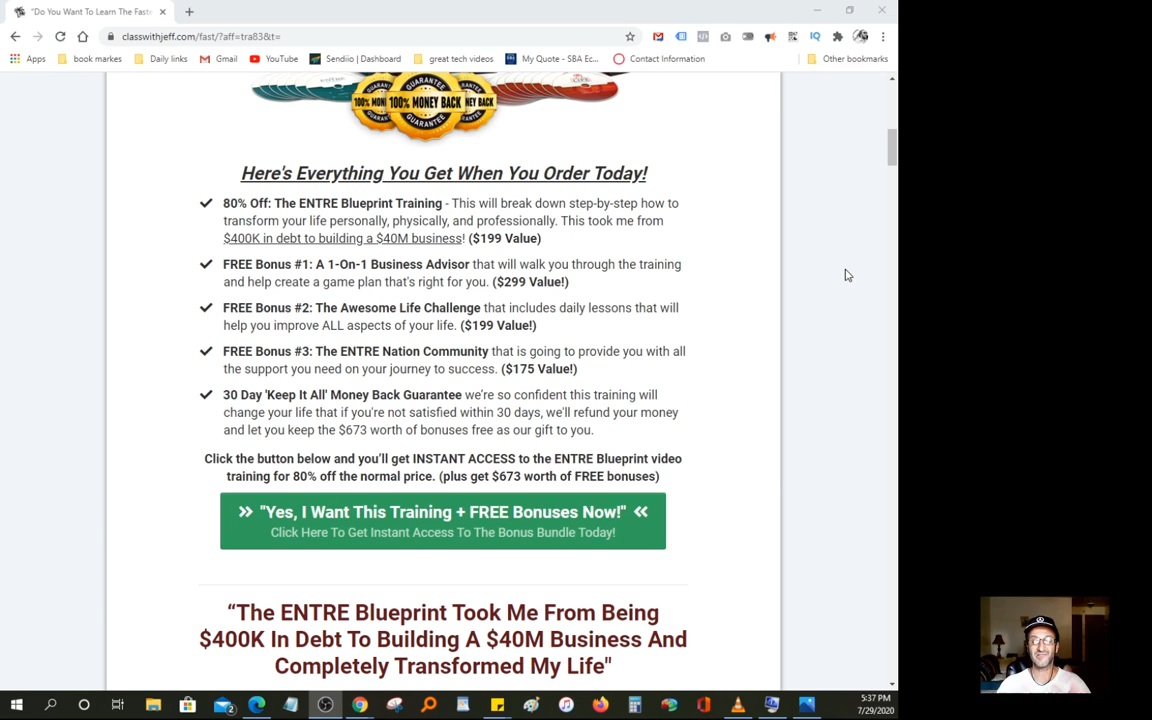 "Do You Want To Learn The Faste
classwithjeff.com/fast/?aff=tra83&t=
Apps book markes Daily links Gmail YouTube Sendiio | Dashboard great tech videos My Quote - SBA Ec... Contact Information Other bookmarks
GUARANTEE GUARANTEE GUARANTEE
100% MONEY BACK
GUARANTEE
Here's Everything You Get When You Order Today!
80% Off: The ENTRE Blueprint Training - This will break down step-by-step how to
transform your life personally, physically, and professionally. This took me from
$400K in debt to building a $40M business! ($199 Value)
FREE Bonus #1: A 1-On-1 Business Advisor that will walk you through the training
and help create a game plan that's right for you. ($299 Value!)
FREE Bonus #2: The Awesome Life Challenge that includes daily lessons that will
help you improve ALL aspects of your life. ($199 Value!)
FREE Bonus #3: The ENTRE Nation Community that is going to provide you with all
the support you need on your journey to success. ($175 Value!)
30 Day 'Keep It All' Money Back Guarantee we're so confident this training will
change your life that if you're not satisfied within 30 days, we'll refund your money
and let you keep the $673 worth of bonuses free as our gift to you.
Click the button below and you'll get INSTANT ACCESS to the ENTRE Blueprint video
training for 80% off the normal price. (plus get $673 worth of FREE bonuses)
"Yes, I Want This Training + FREE Bonuses Now!"
Click Here To Get Instant Access To The Bonus Bundle Today!
“The ENTRE Blueprint Took Me From Being
$400K In Debt To Building A $40M Business And
Completely Transformed My Life"
5:37 PM
7/29/2020